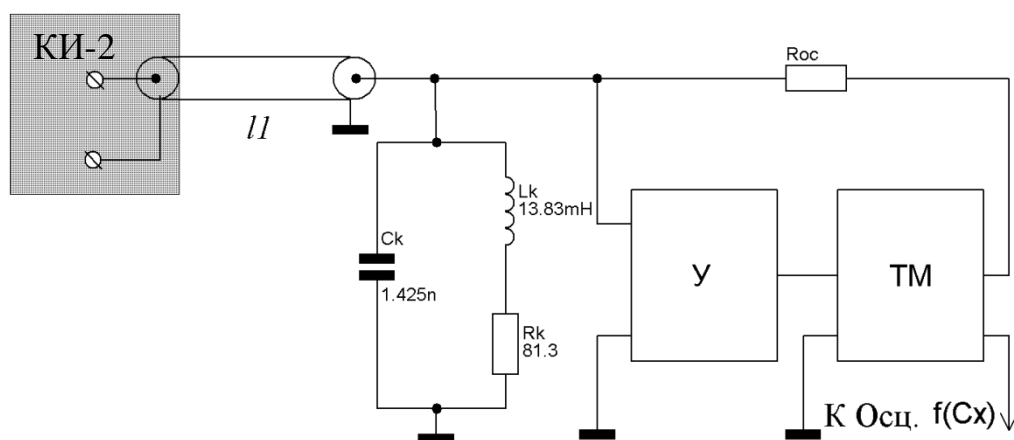 КИ-2
l1
Roc
Lk
13.83mH
Ck
1.425n
Rk
81.3
У
ТМ
К Осц. f(Cx)